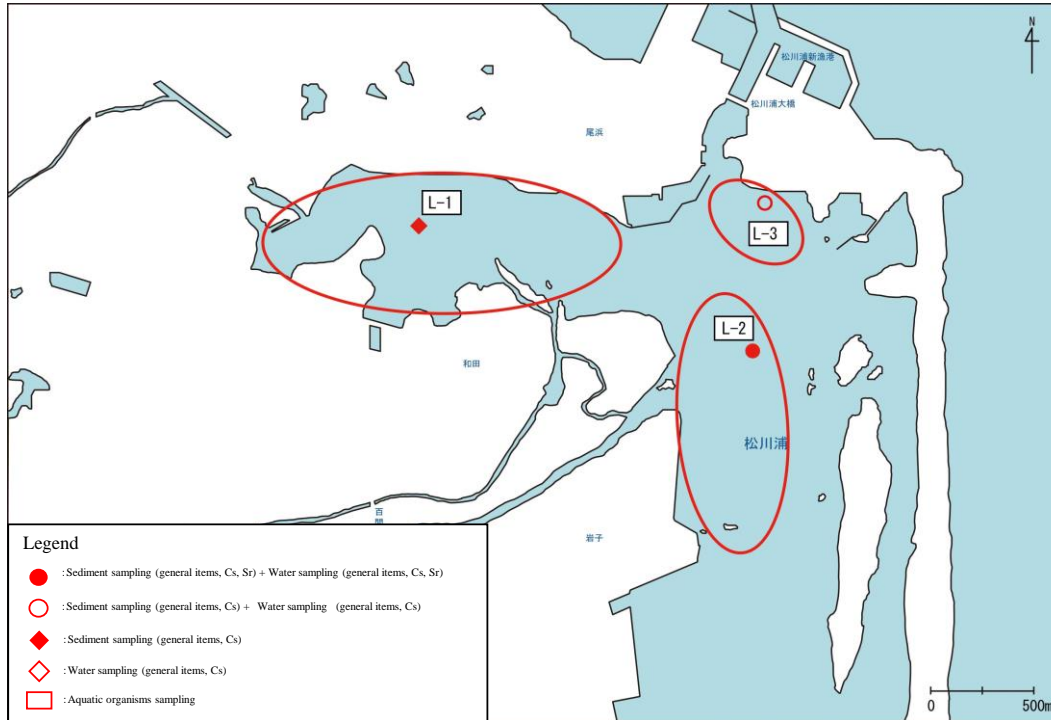 N
松川浦新漁港
松川浦大橋
尾浜
L-1
L-3
L-2
和田
松川浦
百間
岩子
Legend
:Sediment sampling (general items, Cs, Sr) + Water sampling (general items, Cs, Sr)
:Sediment sampling (general items, Cs) + Water sampling (general items, Cs)
:Sediment sampling (general items, Cs)
:Water sampling (general items, Cs)
:Aquatic organisms sampling
0 500m